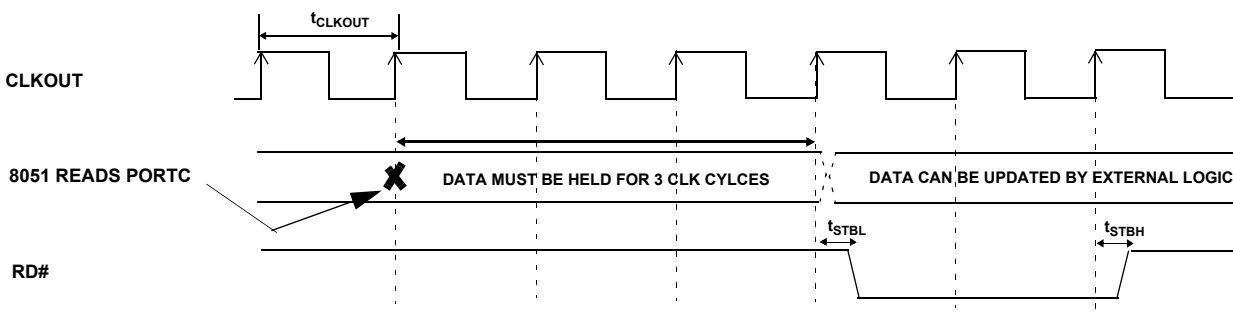 tCLKOUT
CLKOUT
8051 READS PORTC
DATA MUST BE HELD FOR 3 CLK CYLCES
DATA CAN BE UPDATED BY EXTERNAL LOGIC
tSTBL
tSTBH
RD#